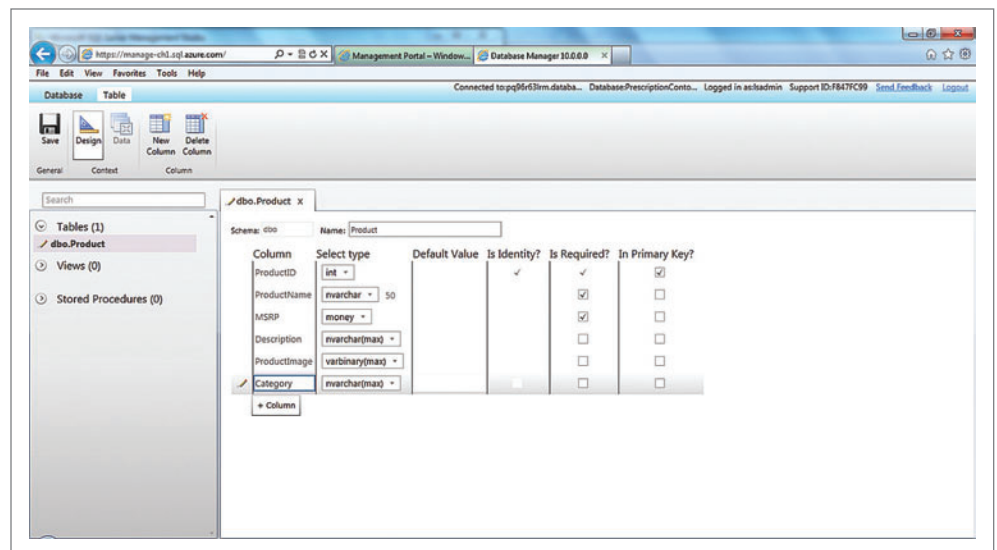 https://manage-ch1.sql.azure.com/
Management Portal – Window...
Database Manager 10.0.0.0
File Edit View Favorites Tools Help
Database Table
Connected to:pq96r63lrm.databa... Database:PrescriptionConto... Logged in as:lsadmin Support ID:F847FC99 Send Feedback Logout
Save Design Data New Column Delete Column
General Context Column
Search
dbo.Product x
Tables (1)
dbo.Product
Views (0)
Stored Procedures (0)
Schema: dbo Name: Product
Column Select type Default Value Is Identity? Is Required? In Primary Key?
ProductID int
ProductName nvarchar 50
MSRP money
Description nvarchar(max)
ProductImage varbinary(max)
Category nvarchar(max)
+ Column